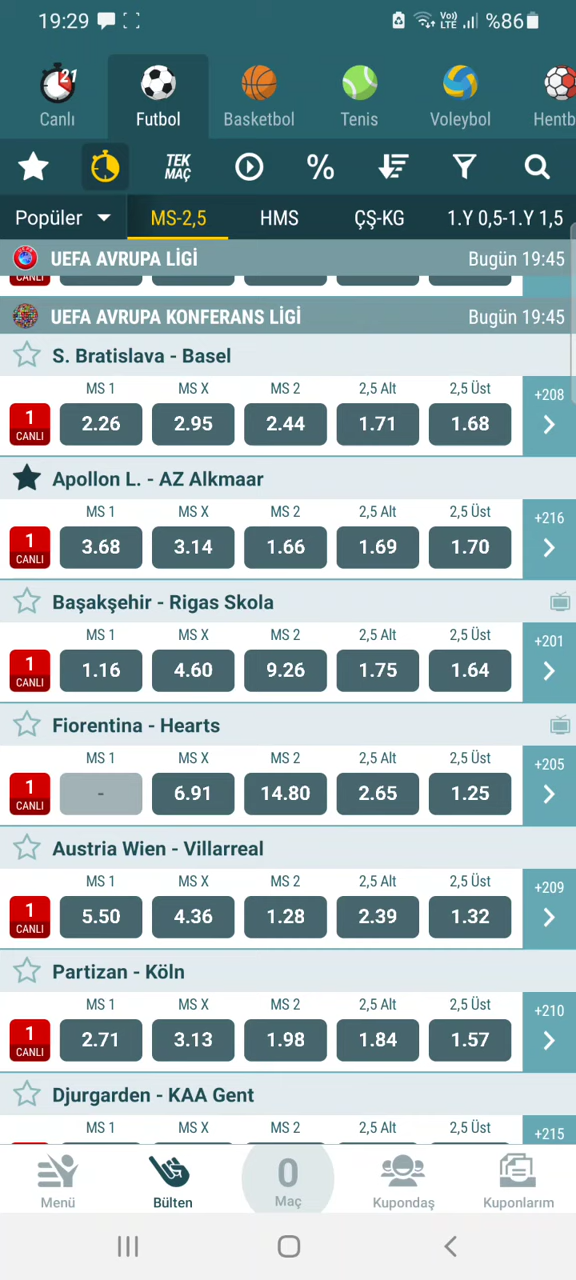 19:29 Vo) LTE %86
21
Canlı Futbol Basketbol Tenis Voleybol Hentb
TEK MAÇ %
Popüler MS-2,5 HMS ÇŞ-KG 1.Y 0,5-1.Y 1,5
UEFA AVRUPA LİGİ Bugün 19:45
CANLI
UEFA AVRUPA KONFERANS LİGİ Bugün 19:45
S. Bratislava - Basel
MS 1 MS X MS 2 2,5 Alt 2,5 Üst +208
1 CANLI 2.26 2.95 2.44 1.71 1.68
Apollon L. - AZ Alkmaar
MS 1 MS X MS 2 2,5 Alt 2,5 Üst +216
1 CANLI 3.68 3.14 1.66 1.69 1.70
Başakşehir - Rigas Skola
MS 1 MS X MS 2 2,5 Alt 2,5 Üst +201
1 CANLI 1.16 4.60 9.26 1.75 1.64
Fiorentina - Hearts
MS 1 MS X MS 2 2,5 Alt 2,5 Üst +205
1 CANLI - 6.91 14.80 2.65 1.25
Austria Wien - Villarreal
MS 1 MS X MS 2 2,5 Alt 2,5 Üst +209
1 CANLI 5.50 4.36 1.28 2.39 1.32
Partizan - Köln
MS 1 MS X MS 2 2,5 Alt 2,5 Üst +210
1 CANLI 2.71 3.13 1.98 1.84 1.57
Djurgarden - KAA Gent
MS 1 MS X MS 2 2,5 Alt 2,5 Üst +215
0
Menü Bülten Maç Kupondaş Kuponlarım